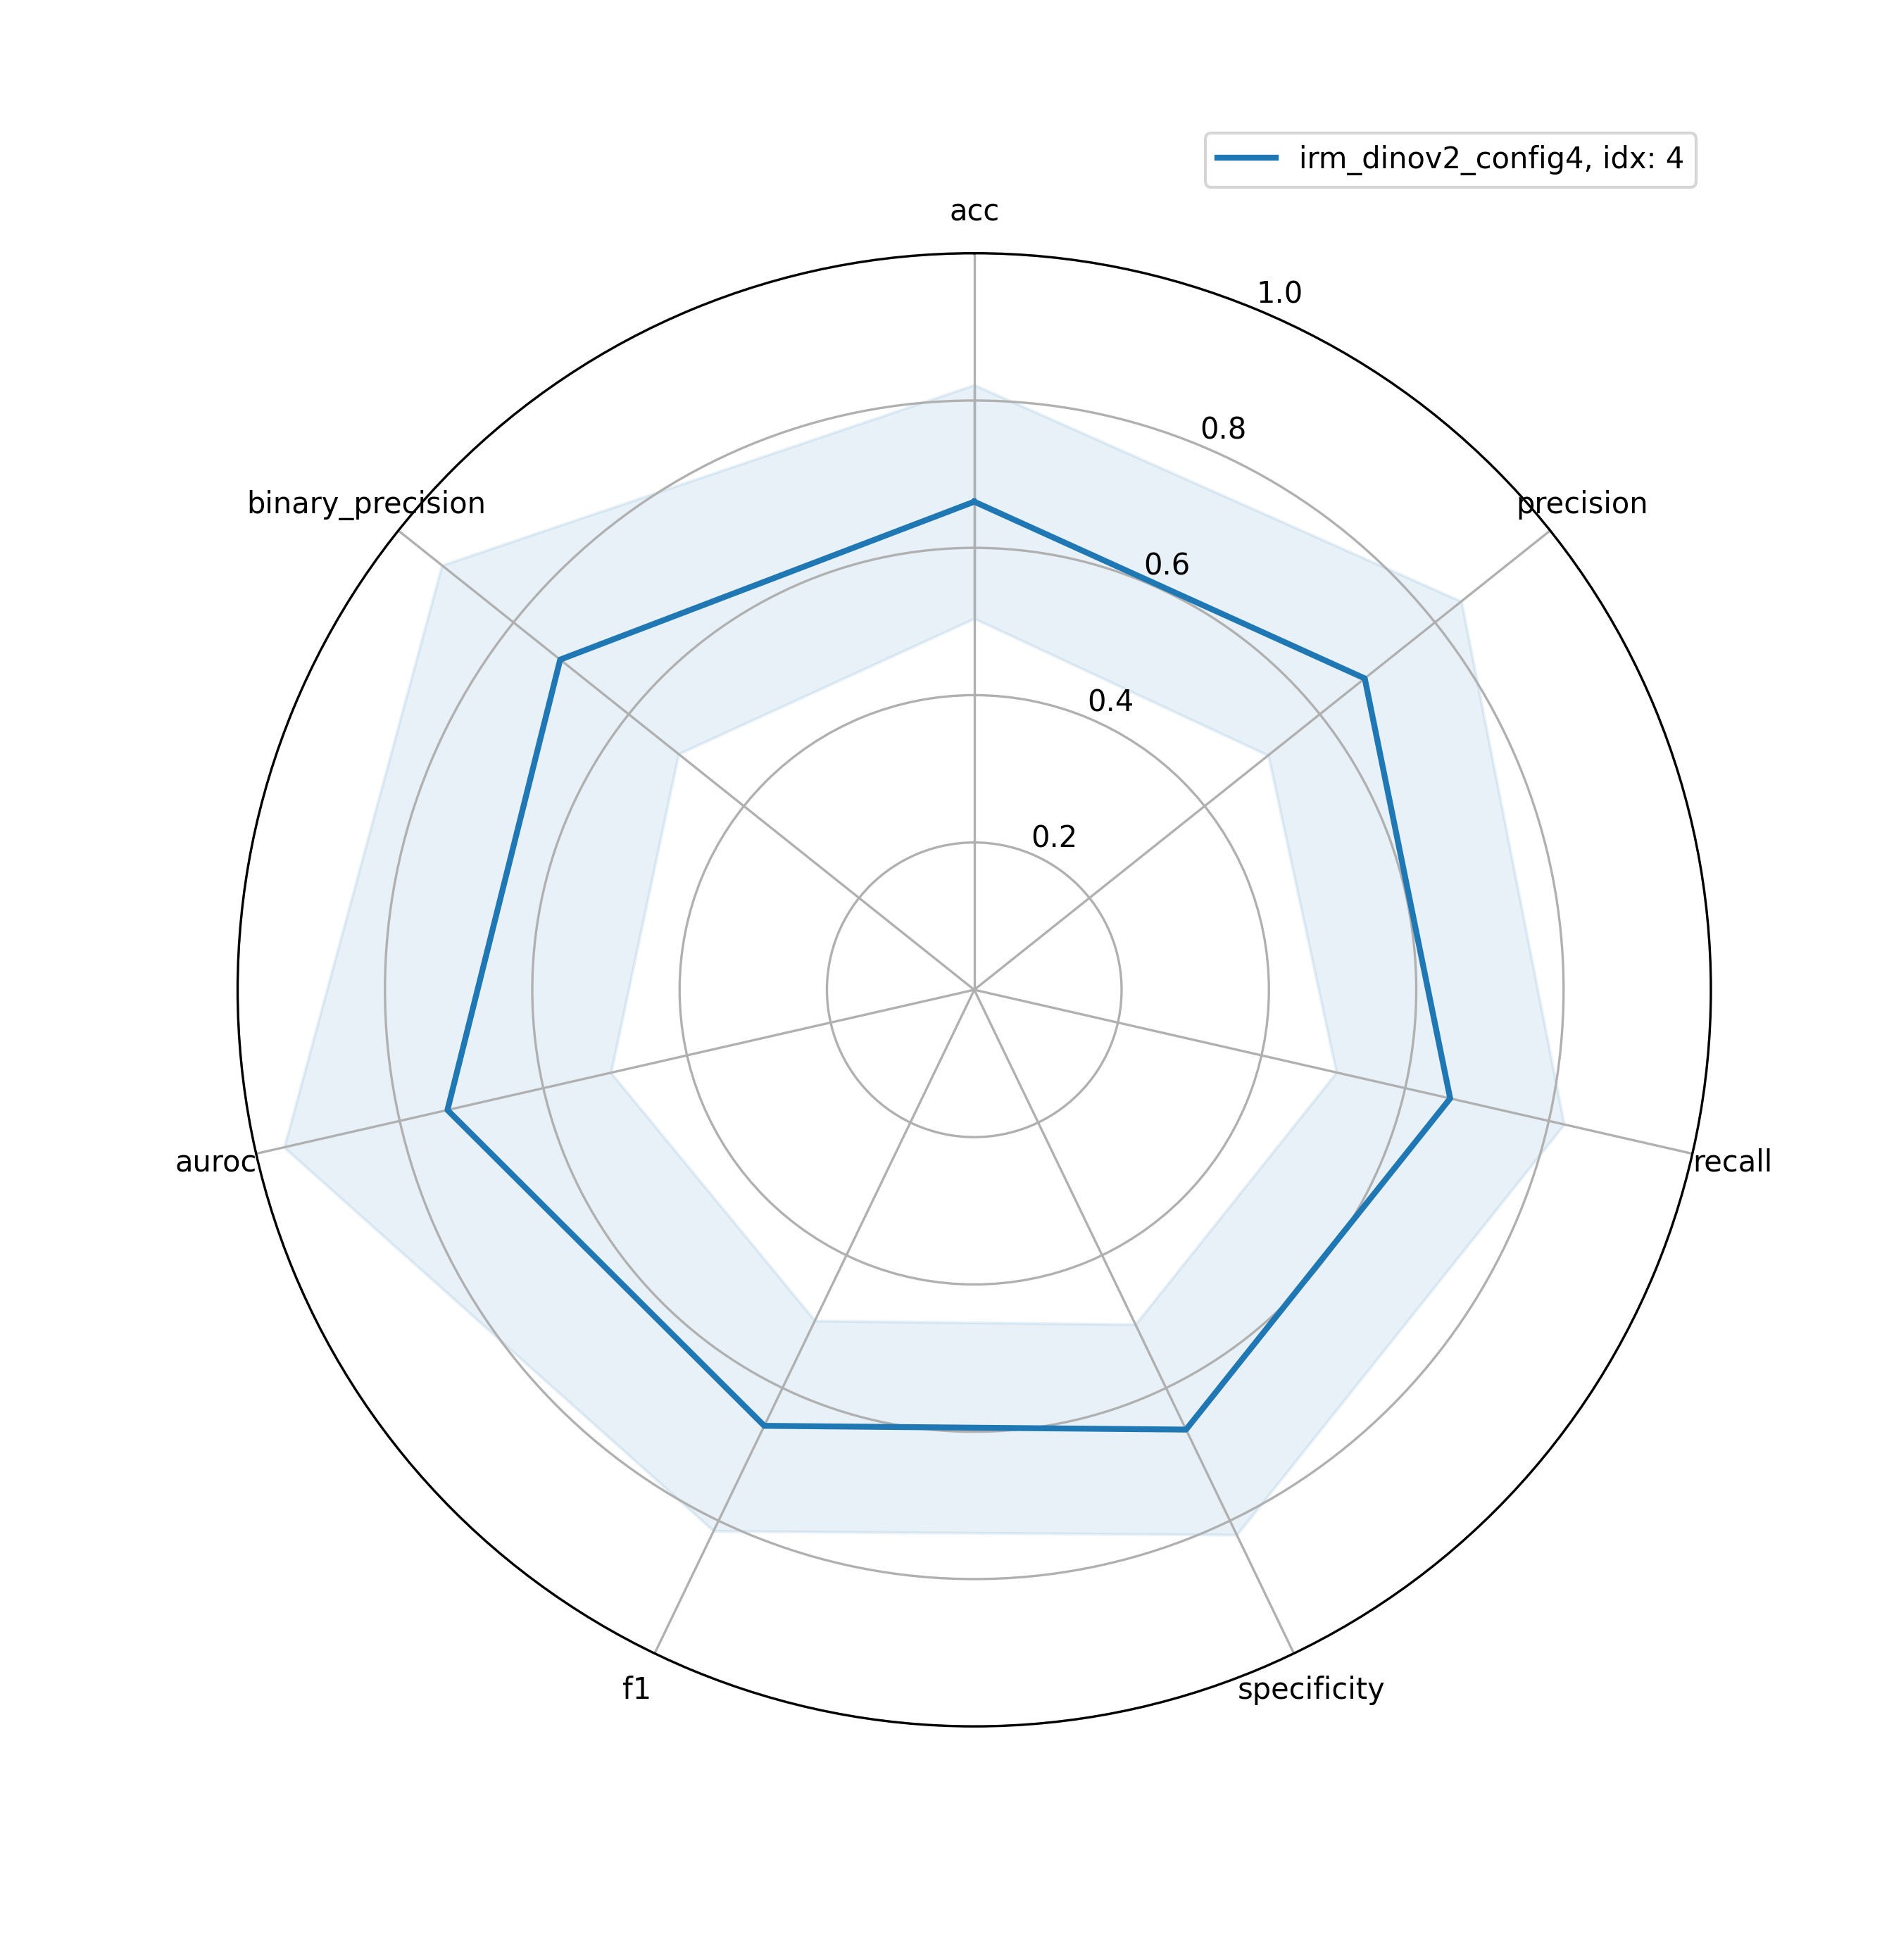 irm_dinov2_config4, idx: 4
acc
1.0
0.8
binary_precision
precision
0.6
0.4
0.2
auroc
recall
f1
specificity